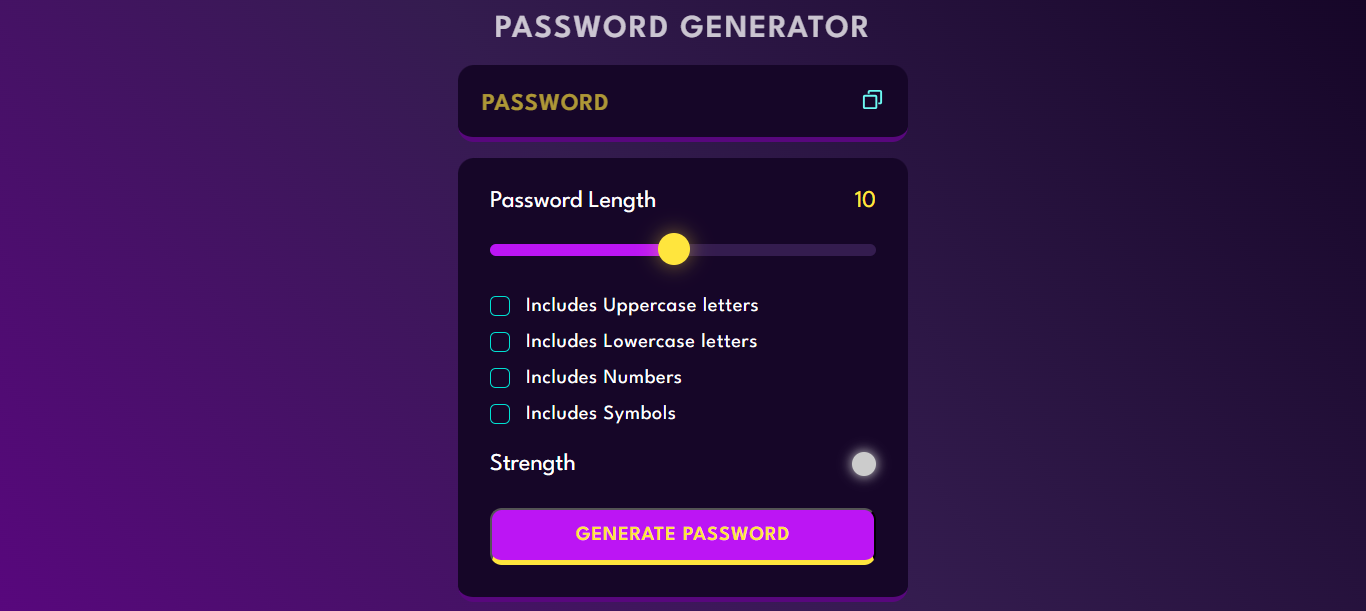 PASSWORD GENERATOR
PASSWORD
Password Length 10
Includes Uppercase letters
Includes Lowercase letters
Includes Numbers
Includes Symbols
Strength
GENERATE PASSWORD